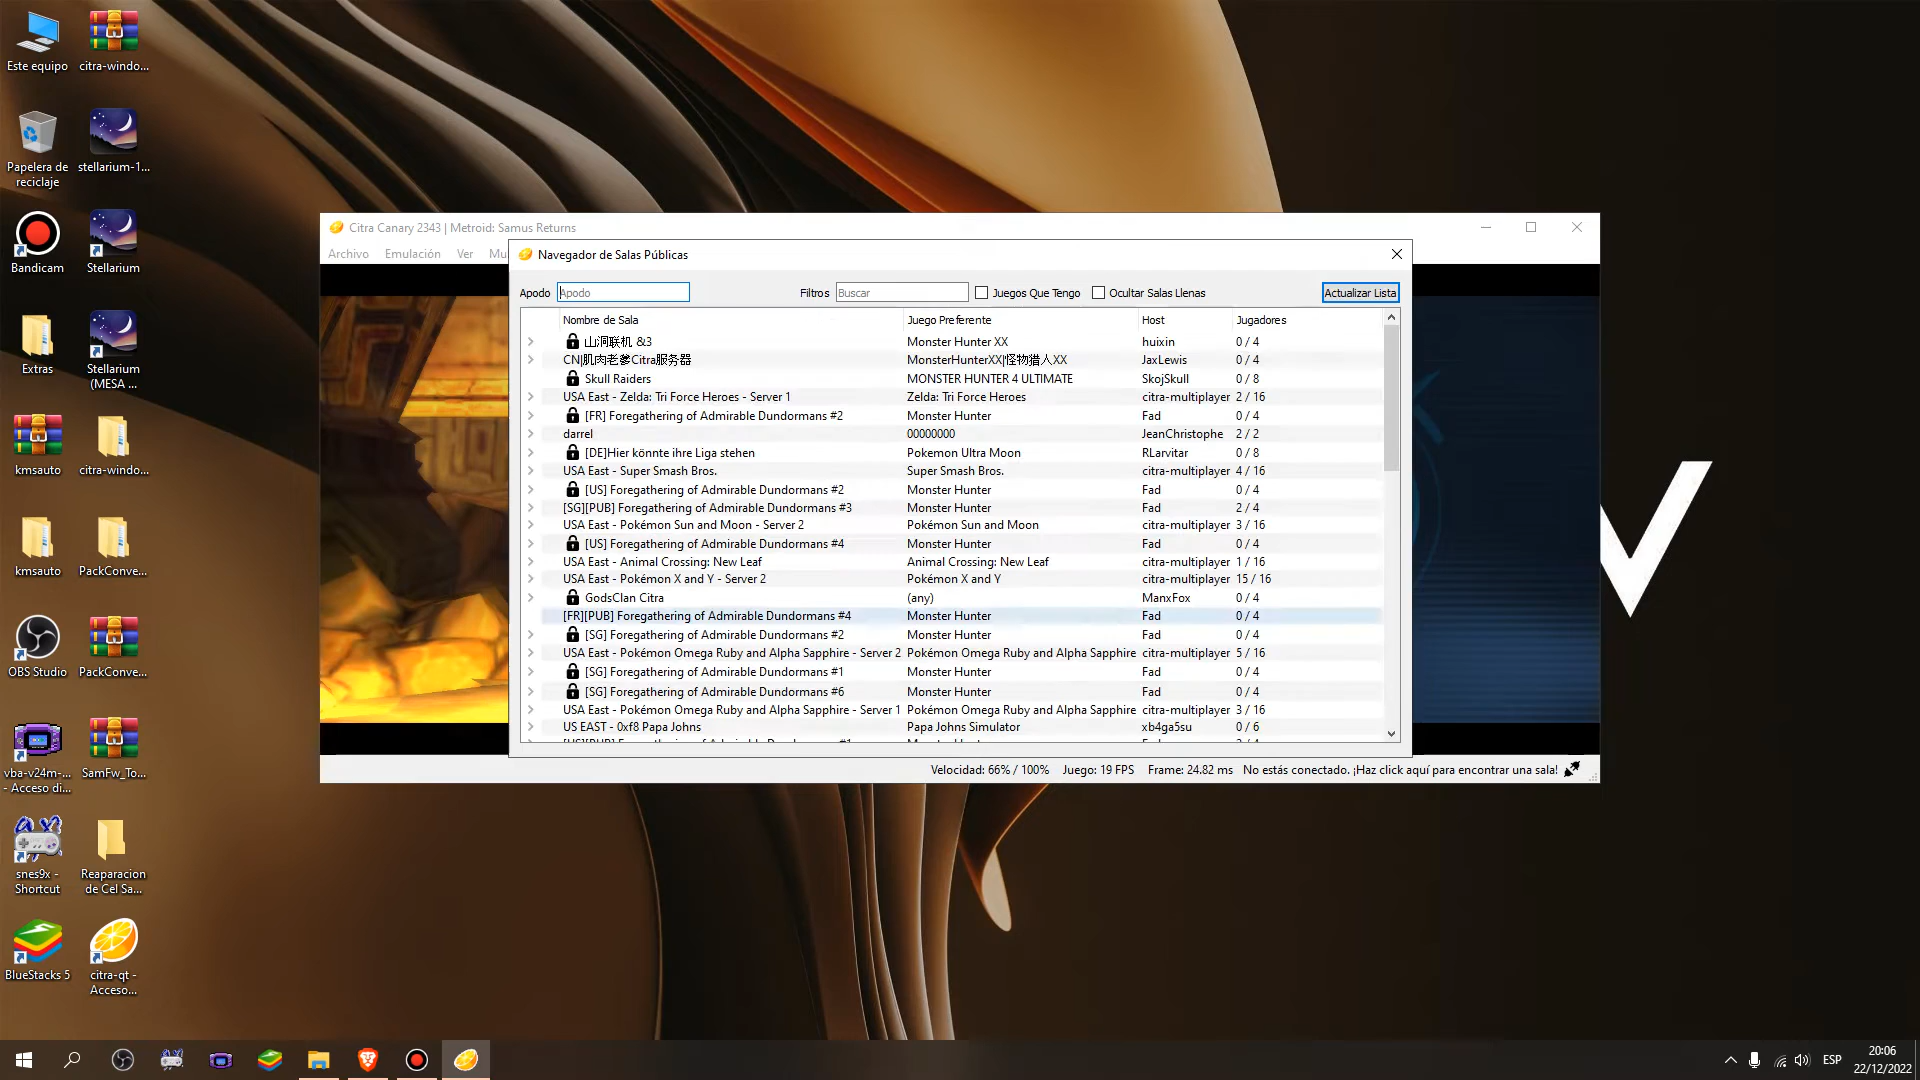 Este equipo
citra-windo...
Papelera de
reciclaje
stellarium-1...
Bandicam
Stellarium
Extras
Stellarium
(MESA ...
kmsauto
citra-windo...
kmsauto
PackConve...
OBS Studio
PackConve...
vba-v24m-...
- Acceso di...
SamFw_To...
snes9x -
Shortcut
Reaparacion
de Cel Sa...
BlueStacks 5
citra-qt -
Acceso...
Citra Canary 2343 | Metroid: Samus Returns
Archivo Emulación Ver Mu
Navegador de Salas Públicas
Apodo Apodo Filtros Buscar Juegos Que Tengo Ocultar Salas Llenas Actualizar Lista
Nombre de Sala Juego Preferente Host Jugadores
山洞联机 &3 Monster Hunter XX huixin 0 / 4
CN|肌肉老爹Citra服务器 MonsterHunterXX|怪物猎人XX JaxLewis 0 / 4
Skull Raiders MONSTER HUNTER 4 ULTIMATE SkojSkull 0 / 8
USA East - Zelda: Tri Force Heroes - Server 1 Zelda: Tri Force Heroes citra-multiplayer 2 / 16
[FR] Foregathering of Admirable Dundormans #2 Monster Hunter Fad 0 / 4
darrel 00000000 JeanChristophe 2 / 2
[DE]Hier könnte ihre Liga stehen Pokemon Ultra Moon RLarvitar 0 / 8
USA East - Super Smash Bros. Super Smash Bros. citra-multiplayer 4 / 16
[US] Foregathering of Admirable Dundormans #2 Monster Hunter Fad 0 / 4
[SG][PUB] Foregathering of Admirable Dundormans #3 Monster Hunter Fad 2 / 4
USA East - Pokémon Sun and Moon - Server 2 Pokémon Sun and Moon citra-multiplayer 3 / 16
[US] Foregathering of Admirable Dundormans #4 Monster Hunter Fad 0 / 4
USA East - Animal Crossing: New Leaf Animal Crossing: New Leaf citra-multiplayer 1 / 16
USA East - Pokémon X and Y - Server 2 Pokémon X and Y citra-multiplayer 15 / 16
GodsClan Citra (any) ManxFox 0 / 4
[FR][PUB] Foregathering of Admirable Dundormans #4 Monster Hunter Fad 0 / 4
[SG] Foregathering of Admirable Dundormans #2 Monster Hunter Fad 0 / 4
USA East - Pokémon Omega Ruby and Alpha Sapphire - Server 2 Pokémon Omega Ruby and Alpha Sapphire citra-multiplayer 5 / 16
[SG] Foregathering of Admirable Dundormans #1 Monster Hunter Fad 0 / 4
[SG] Foregathering of Admirable Dundormans #6 Monster Hunter Fad 0 / 4
USA East - Pokémon Omega Ruby and Alpha Sapphire - Server 1 Pokémon Omega Ruby and Alpha Sapphire citra-multiplayer 3 / 16
US EAST - 0xf8 Papa Johns Papa Johns Simulator xb4ga5su 0 / 6
Velocidad: 66% / 100% Juego: 19 FPS Frame: 24.82 ms No estás conectado. ¡Haz click aquí para encontrar una sala!
ESP
20:06
22/12/2022